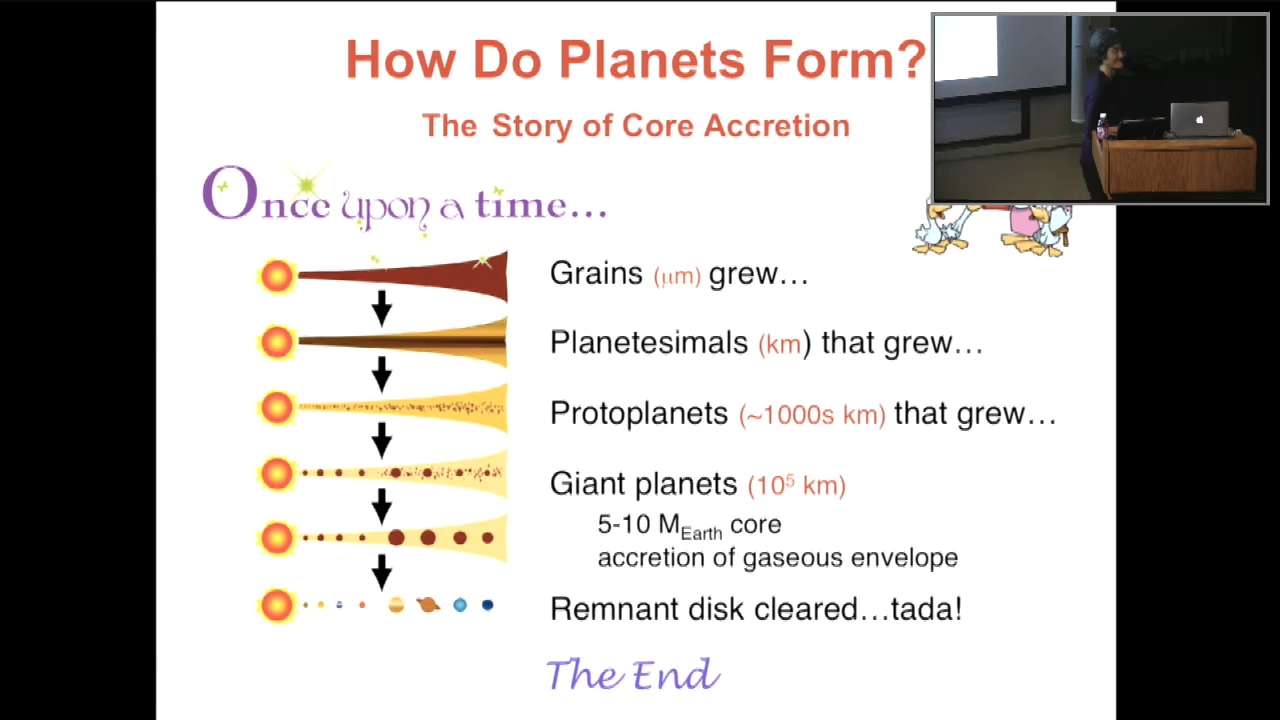 How Do Planets Form?
The Story of Core Accretion
Once upon a time...
Grains (μm) grew…
Planetesimals (km) that grew…
Protoplanets (~1000s km) that grew…
Giant planets (10⁵ km)
5-10 M_Earth core
accretion of gaseous envelope
Remnant disk cleared…tada!
The End